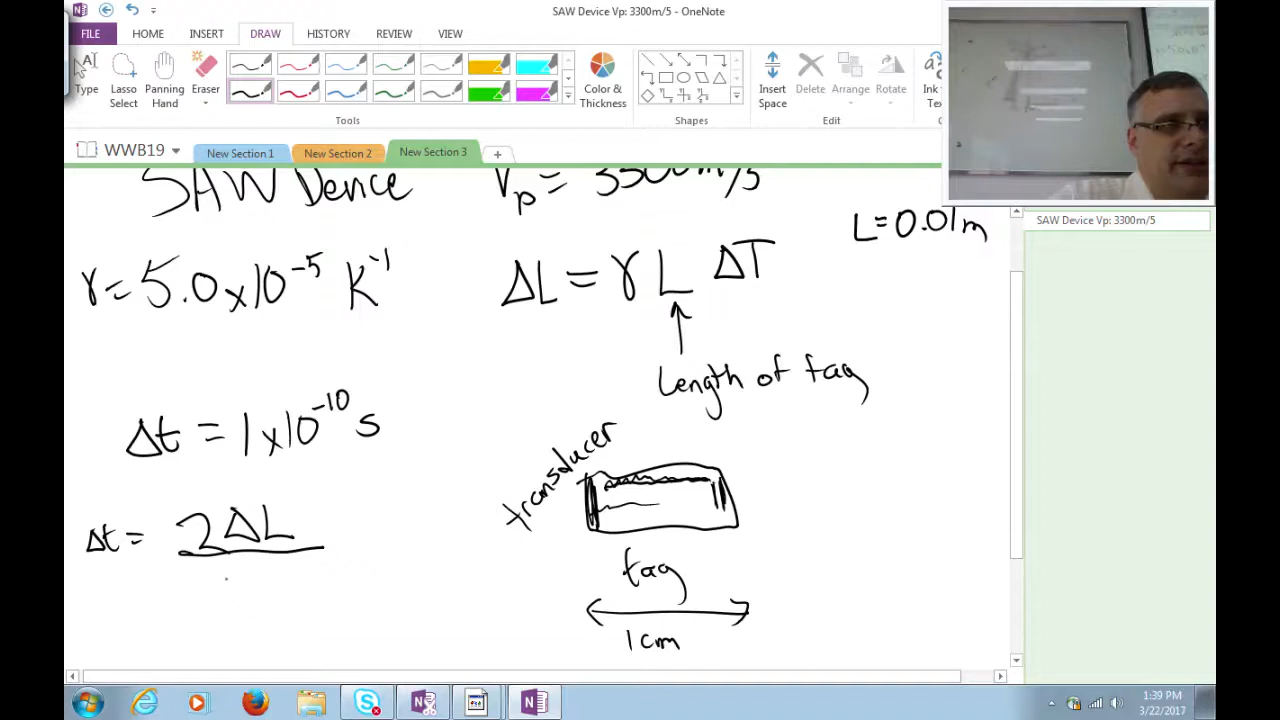 SAW Device Vp: 3300m/5 - OneNote
FILE HOME INSERT DRAW HISTORY REVIEW VIEW
Type
Lasso Select
Panning Hand
Eraser
Color & Thickness
Insert Space
Delete
Arrange
Rotate
Ink to Text
Tools
Shapes
Edit
WWB19
New Section 1
New Section 2
New Section 3
SAW Device Vp = 3300m/s
SAW Device Vp: 3300m/5
L=0.01m
γ = 5.0x10⁻⁵ K⁻¹
ΔL = γ L ΔT
Length of tag
Δt = 1x10⁻¹⁰ s
transducer
Δt = 2ΔL
tag
1cm
1:39 PM
3/22/2017